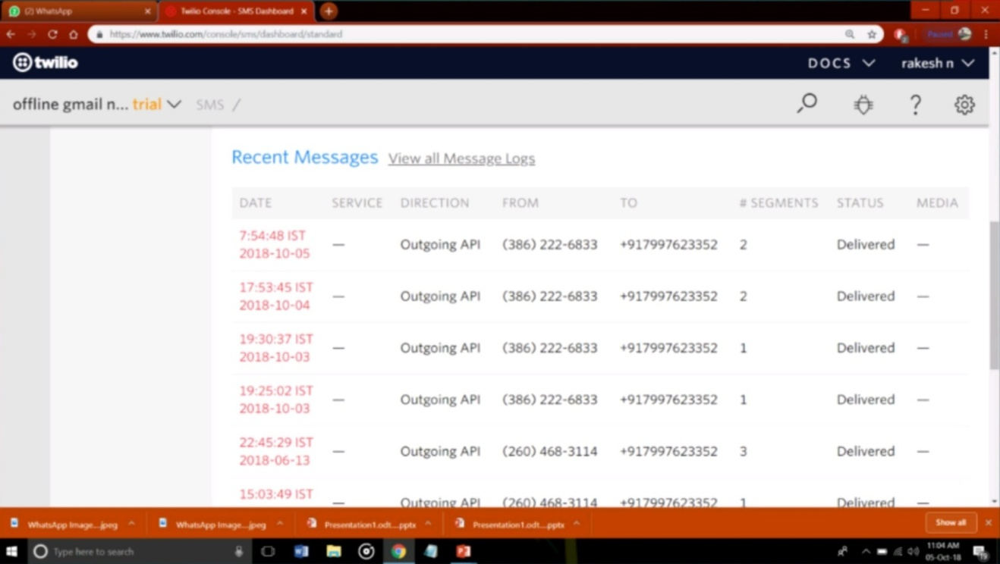 (2) WhatsApp
Twilio Console - SMS Dashboard
https://www.twilio.com/console/sms/dashboard/standard
Paused
twilio
DOCS
rakesh n
offline gmail n... trial
SMS /
Recent Messages View all Message Logs
DATE SERVICE DIRECTION FROM TO # SEGMENTS STATUS MEDIA
7:54:48 IST
2018-10-05 — Outgoing API (386) 222-6833 +917997623352 2 Delivered —
17:53:45 IST
2018-10-04 — Outgoing API (386) 222-6833 +917997623352 2 Delivered —
19:30:37 IST
2018-10-03 — Outgoing API (386) 222-6833 +917997623352 1 Delivered —
19:25:02 IST
2018-10-03 — Outgoing API (386) 222-6833 +917997623352 1 Delivered —
22:45:29 IST
2018-06-13 — Outgoing API (260) 468-3114 +917997623352 3 Delivered —
15:03:49 IST
— Outgoing API (260) 468-3114 +917997623352 1 Delivered —
WhatsApp Image....jpeg WhatsApp Image....jpeg Presentation1.odt....pptx Presentation1.odt....pptx Show all
Type here to search
11:04 AM
05-Oct-18
19